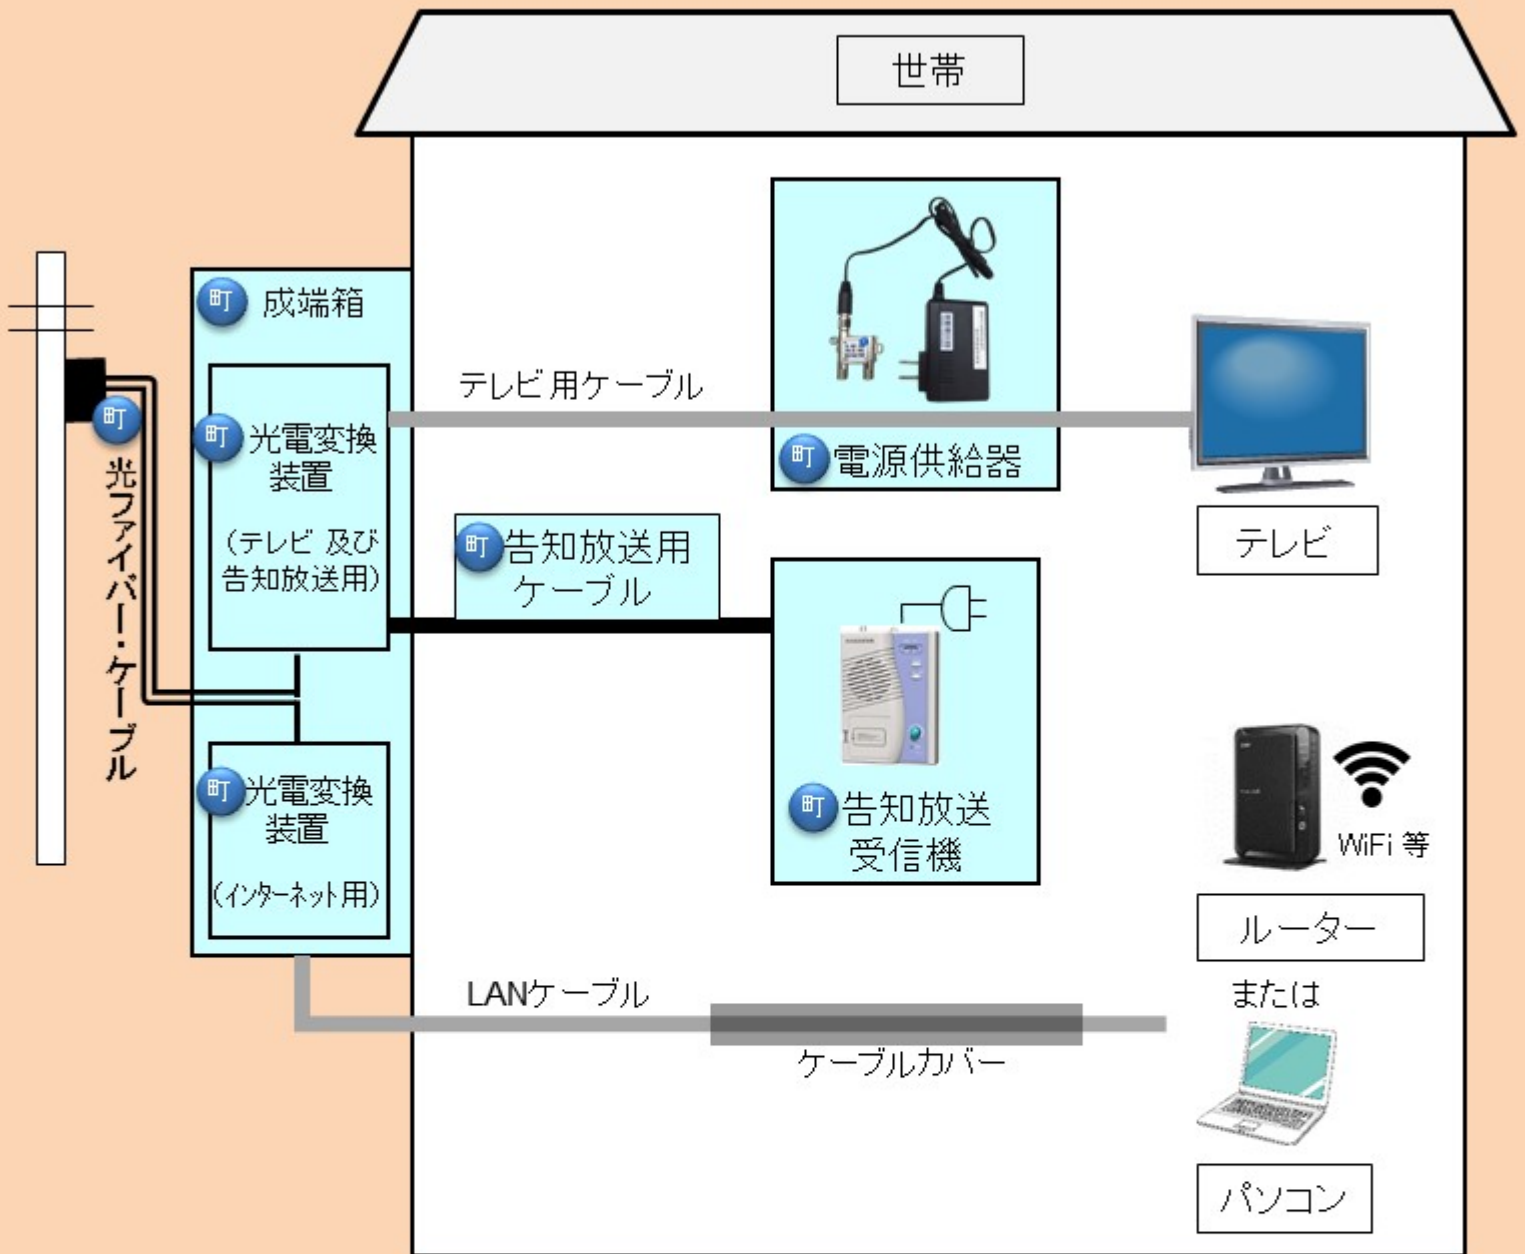 世帯
町 成端箱
町 光電変換
装置
(テレビ 及び
告知放送用)
町 光電変換
装置
(インターネット用)
町
光ファイバー・ケーブル
テレビ用ケーブル
町 電源供給器
テレビ
町 告知放送用
ケーブル
町 告知放送
受信機
WiFi 等
ルーター
または
パソコン
LANケーブル
ケーブルカバー